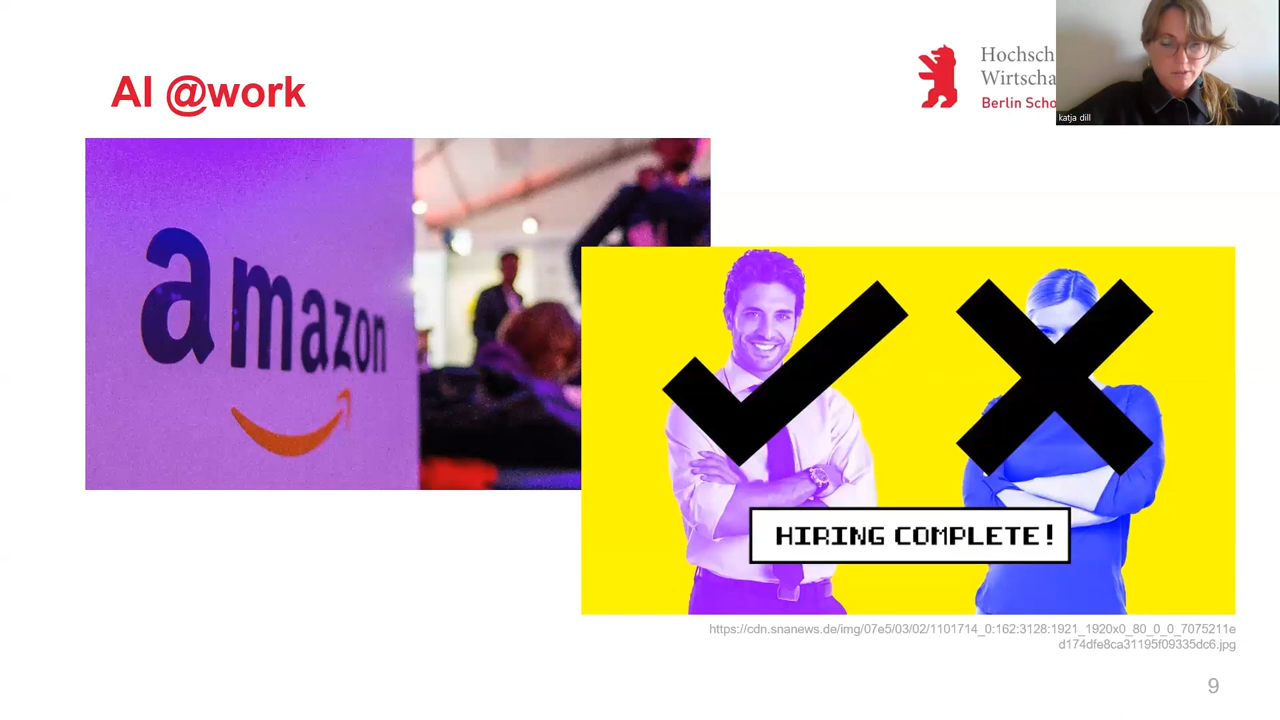 AI @work
Hochsch
Wirtscha
Berlin Scho
katja dill
amazon
HIRING COMPLETE!
https://cdn.snanews.de/img/07e5/03/02/1101714_0:162:3128:1921_1920x0_80_0_0_7075211e
d174dfe8ca31195f09335dc6.jpg
9